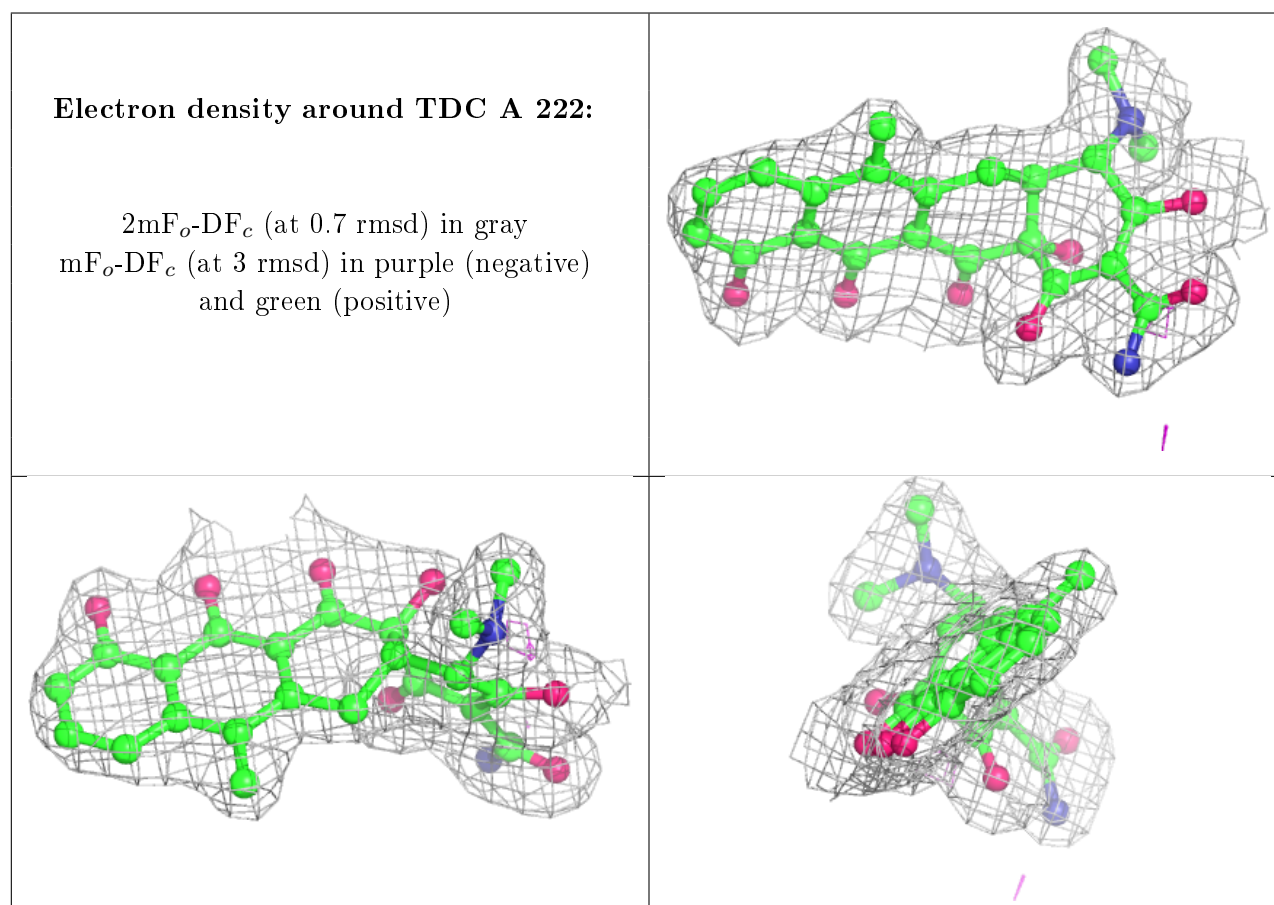 Electron density around TDC A 222:
2mFₒ-DF𝒸 (at 0.7 rmsd) in gray
mFₒ-DF𝒸 (at 3 rmsd) in purple (negative)
and green (positive)